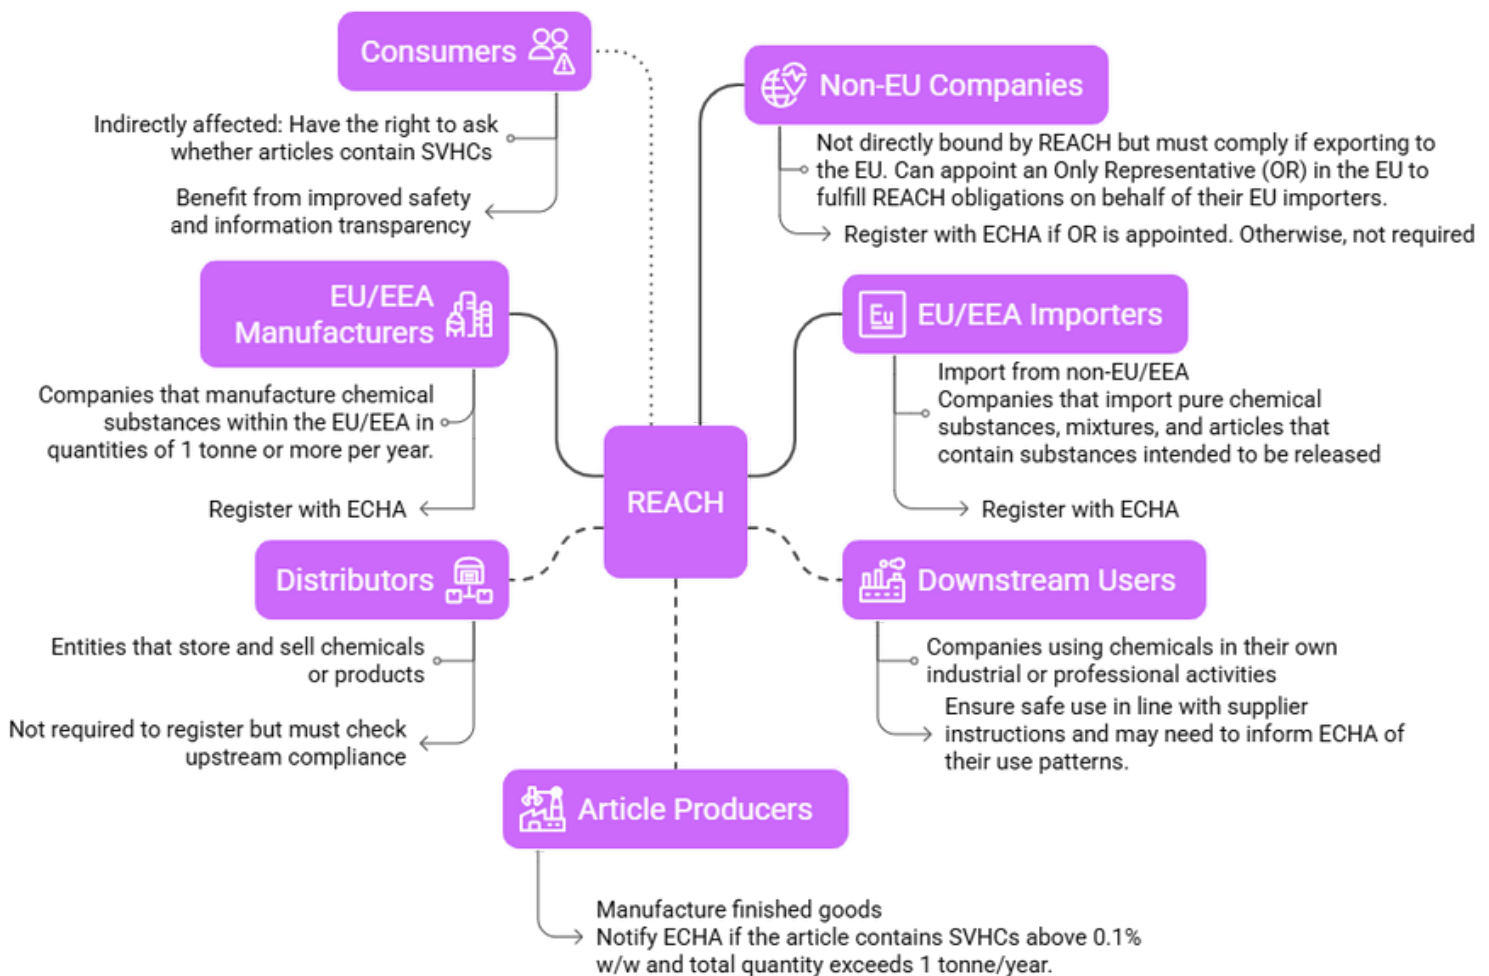 Consumers
Indirectly affected: Have the right to ask
whether articles contain SVHCs
Benefit from improved safety
and information transparency
Non-EU Companies
Not directly bound by REACH but must comply if exporting to
the EU. Can appoint an Only Representative (OR) in the EU to
fulfill REACH obligations on behalf of their EU importers.
Register with ECHA if OR is appointed. Otherwise, not required
EU/EEA
Manufacturers
Companies that manufacture chemical
substances within the EU/EEA in
quantities of 1 tonne or more per year.
Register with ECHA
Eu
EU/EEA Importers
Import from non-EU/EEA
Companies that import pure chemical
substances, mixtures, and articles that
contain substances intended to be released
Register with ECHA
REACH
Distributors
Entities that store and sell chemicals
or products
Not required to register but must check
upstream compliance
Downstream Users
Companies using chemicals in their own
industrial or professional activities
Ensure safe use in line with supplier
instructions and may need to inform ECHA of
their use patterns.
Article Producers
Manufacture finished goods
Notify ECHA if the article contains SVHCs above 0.1%
w/w and total quantity exceeds 1 tonne/year.